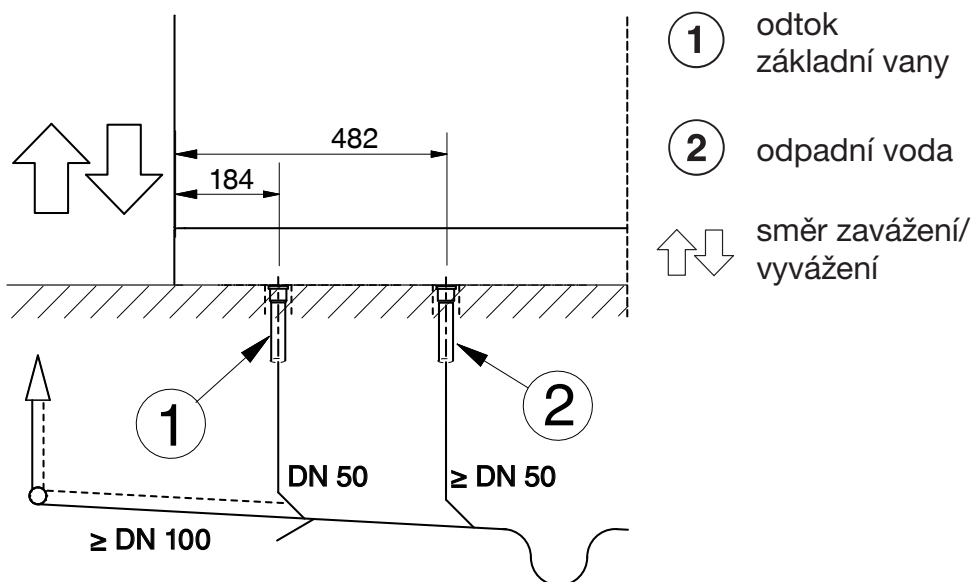 1
odtok
základní vany
2
odpadní voda
směr zavážení/
vyvážení
482
184
1
2
DN 50
≥ DN 50
≥ DN 100